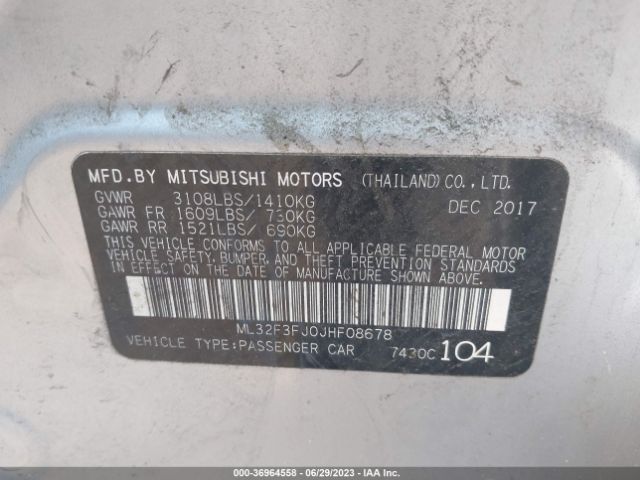 MFD.BY MITSUBISHI MOTORS (THAILAND)CO., LTD.
GVWR 3108LBS/1410KG DEC 2017
GAWR FR 1609LBS/ 730KG
GAWR RR 1521LBS/ 690KG
THIS VEHICLE CONFORMS TO ALL APPLICABLE FEDERAL MOTOR
VEHICLE SAFETY, BUMPER, AND THEFT PREVENTION STANDARDS
IN EFFECT ON THE DATE OF MANUFACTURE SHOWN ABOVE.
ML32F3FJ0JHF08678
VEHICLE TYPE:PASSENGER CAR 7430C 104
000-36964558 - 06/29/2023 - IAA Inc.